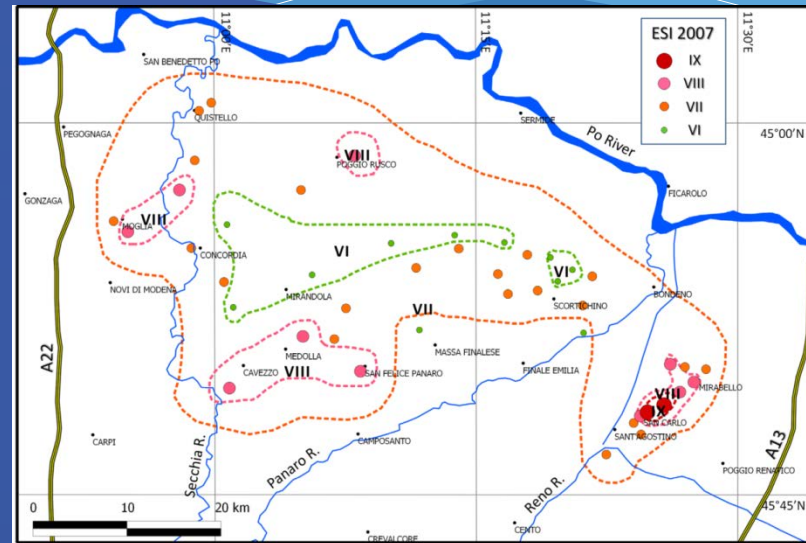 11°00'E
11°15'E
11°30'E
ESI 2007
IX
VIII
VII
VI
SAN BENEDETTO PO
QUISTELLO
PEGOGNAGA
SERMIDE
Po River
45°00'N
VIII
POGGIO RUSCO
GONZAGA
FICAROLO
MOGLIA
VIII
CONCORDIA
VI
VI
NOVI DI MODENA
MIRANDOLA
SCORTICHINO
BONDENO
VII
A22
MEDOLLA
MASSA FINALESE
CAVEZZO
VIII
SAN FELICE PANARO
FINALE EMILIA
MIRABELLO
VIII
IX
SAN CARLO
SANT'AGOSTINO
CARPI
CAMPOSANTO
A13
Secchia R.
Panaro R.
POGGIO RENATICO
Reno R.
45°45'N
0
10
20 km
CENTO
CREVALCORE